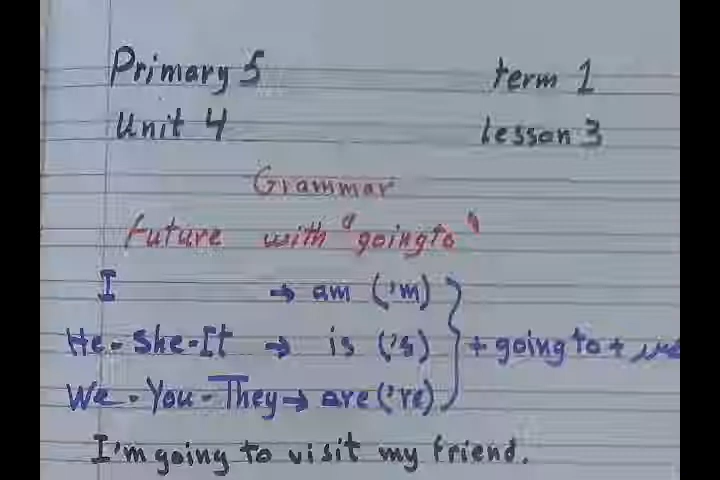 Primary 5 term 1
Unit 4 lesson 3
Grammar
Future with "going to"
I → am ('m)
He - She - It → is ('s) + going to +
We - You - They → are ('re)
I'm going to visit my friend.